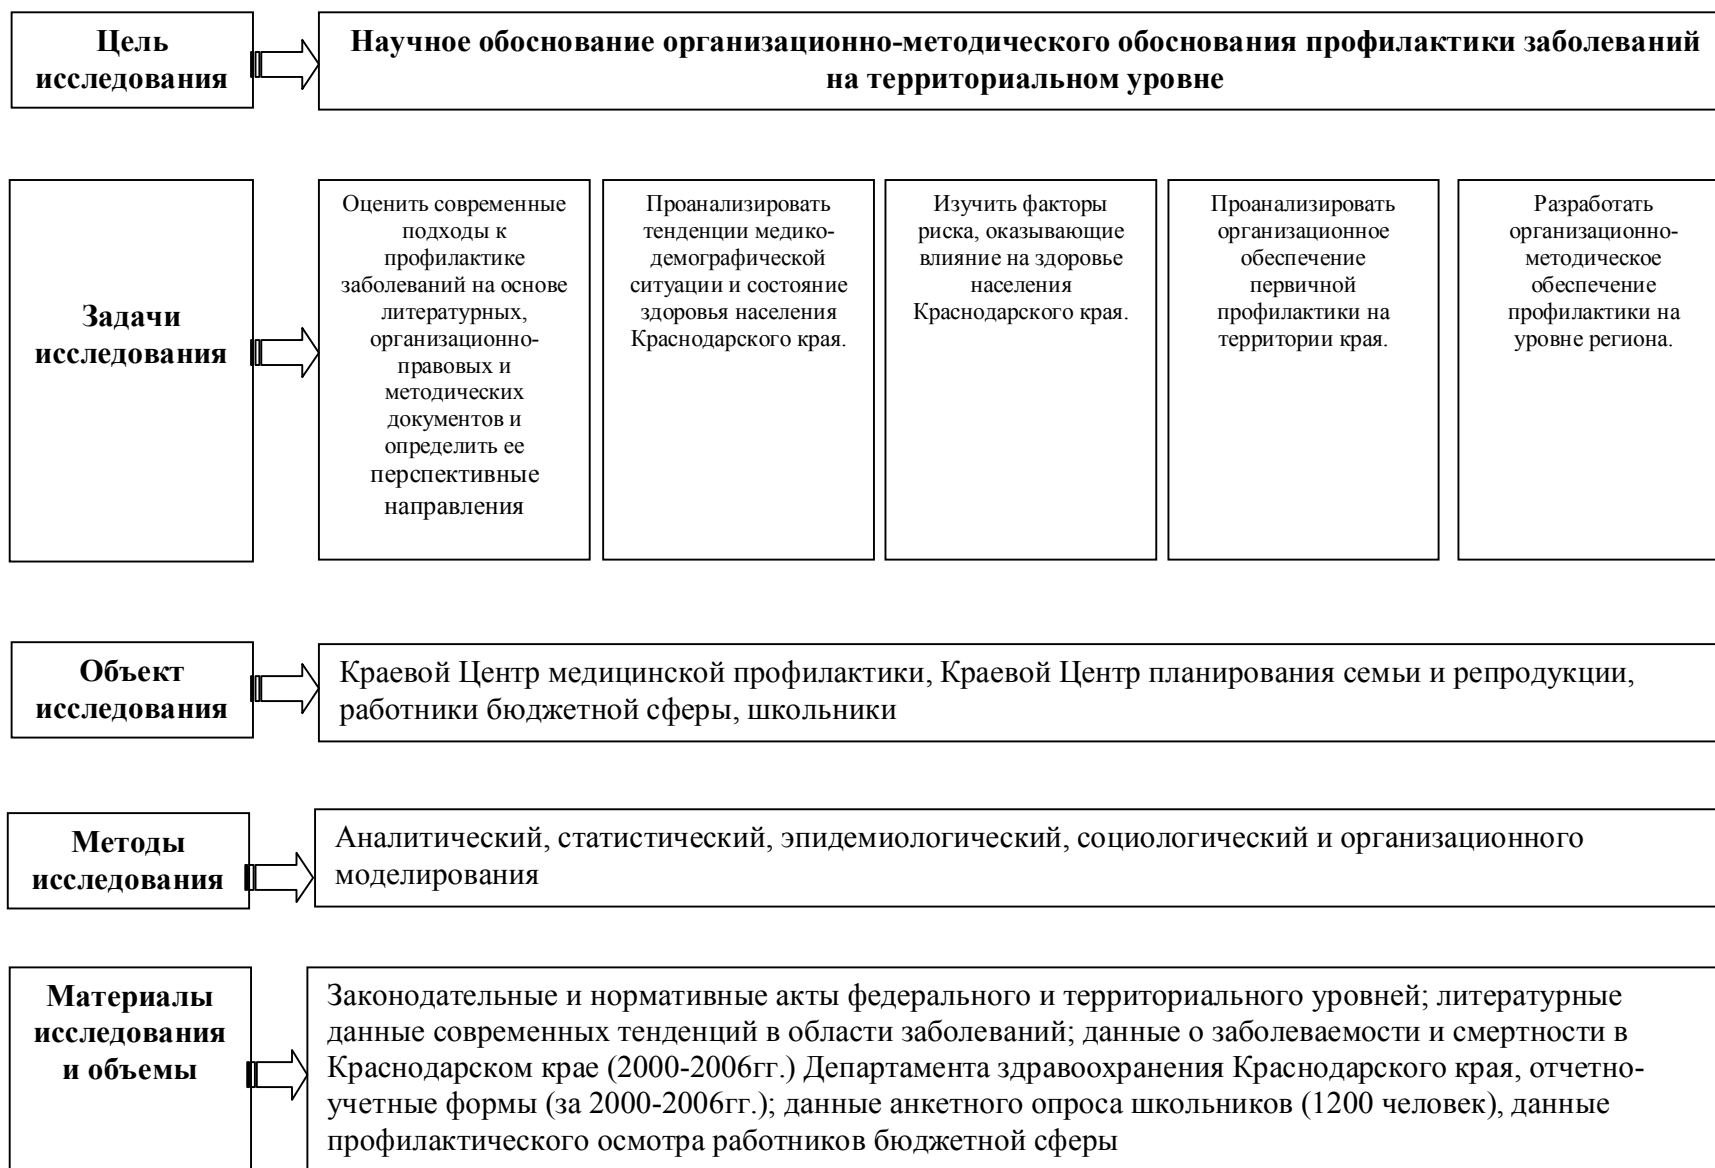 Цель
исследования
Научное обоснование организационно-методического обоснования профилактики заболеваний
на территориальном уровне
Задачи
исследования
Оценить современные
подходы к
профилактике
заболеваний на основе
литературных,
организационно-
правовых и
методических
документов и
определить ее
перспективные
направления
Проанализировать
тенденции медико-
демографической
ситуации и состояние
здоровья населения
Краснодарского края.
Изучить факторы
риска, оказывающие
влияние на здоровье
населения
Краснодарского края.
Проанализировать
организационное
обеспечение
первичной
профилактики на
территории края.
Разработать
организационно-
методическое
обеспечение
профилактики на
уровне региона.
Объект
исследования
Краевой Центр медицинской профилактики, Краевой Центр планирования семьи и репродукции,
работники бюджетной сферы, школьники
Методы
исследования
Аналитический, статистический, эпидемиологический, социологический и организационного
моделирования
Материалы
исследования
и объемы
Законодательные и нормативные акты федерального и территориального уровней; литературные
данные современных тенденций в области заболеваний; данные о заболеваемости и смертности в
Краснодарском крае (2000-2006гг.) Департамента здравоохранения Краснодарского края, отчетно-
учетные формы (за 2000-2006гг.); данные анкетного опроса школьников (1200 человек), данные
профилактического осмотра работников бюджетной сферы